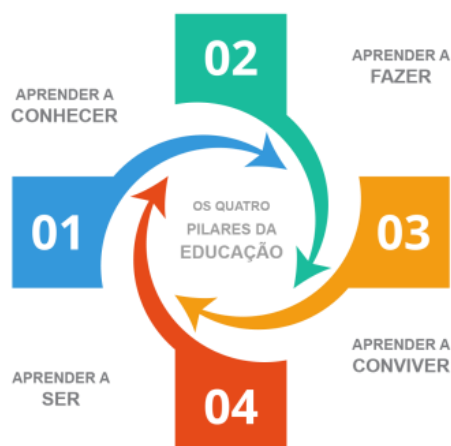 02
APRENDER A
FAZER
APRENDER A
CONHECER
01
OS QUATRO
PILARES DA
EDUCAÇÃO
03
APRENDER A
CONVIVER
APRENDER A
SER
04